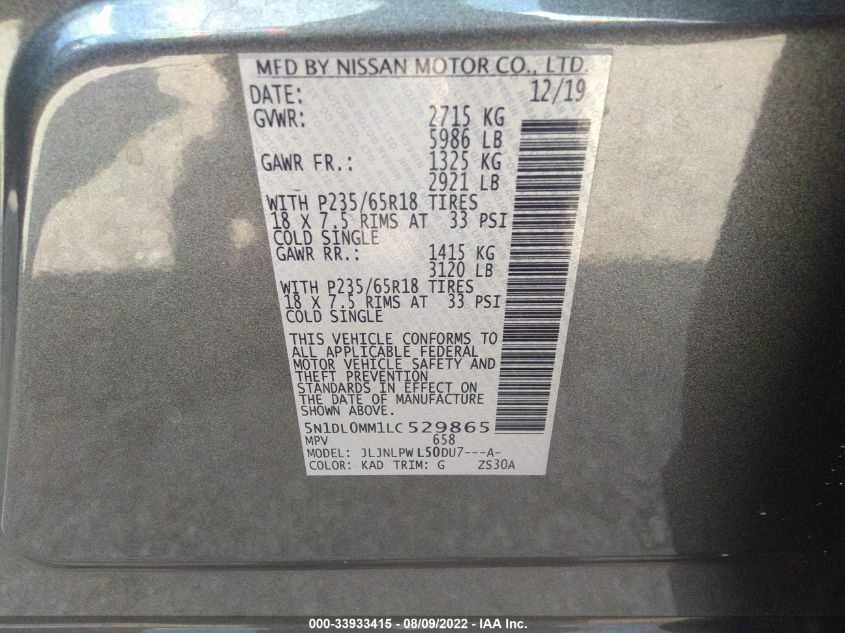 MFD BY NISSAN MOTOR CO., LTD.
DATE: 12/19
GVWR: 2715 KG
5986 LB
GAWR FR.: 1325 KG
2921 LB
WITH P235/65R18 TIRES
18 X 7.5 RIMS AT 33 PSI
COLD SINGLE
GAWR RR.: 1415 KG
3120 LB
WITH P235/65R18 TIRES
18 X 7.5 RIMS AT 33 PSI
COLD SINGLE
THIS VEHICLE CONFORMS TO
ALL APPLICABLE FEDERAL
MOTOR VEHICLE SAFETY AND
THEFT PREVENTION
STANDARDS IN EFFECT ON
THE DATE OF MANUFACTURE
SHOWN ABOVE.
5N1DL0MM1LC529865
MPV 658
MODEL: JLJNLPWL50DU7---A-
COLOR: KAD TRIM: G ZS30A
000-33933415 - 08/09/2022 - IAA Inc.